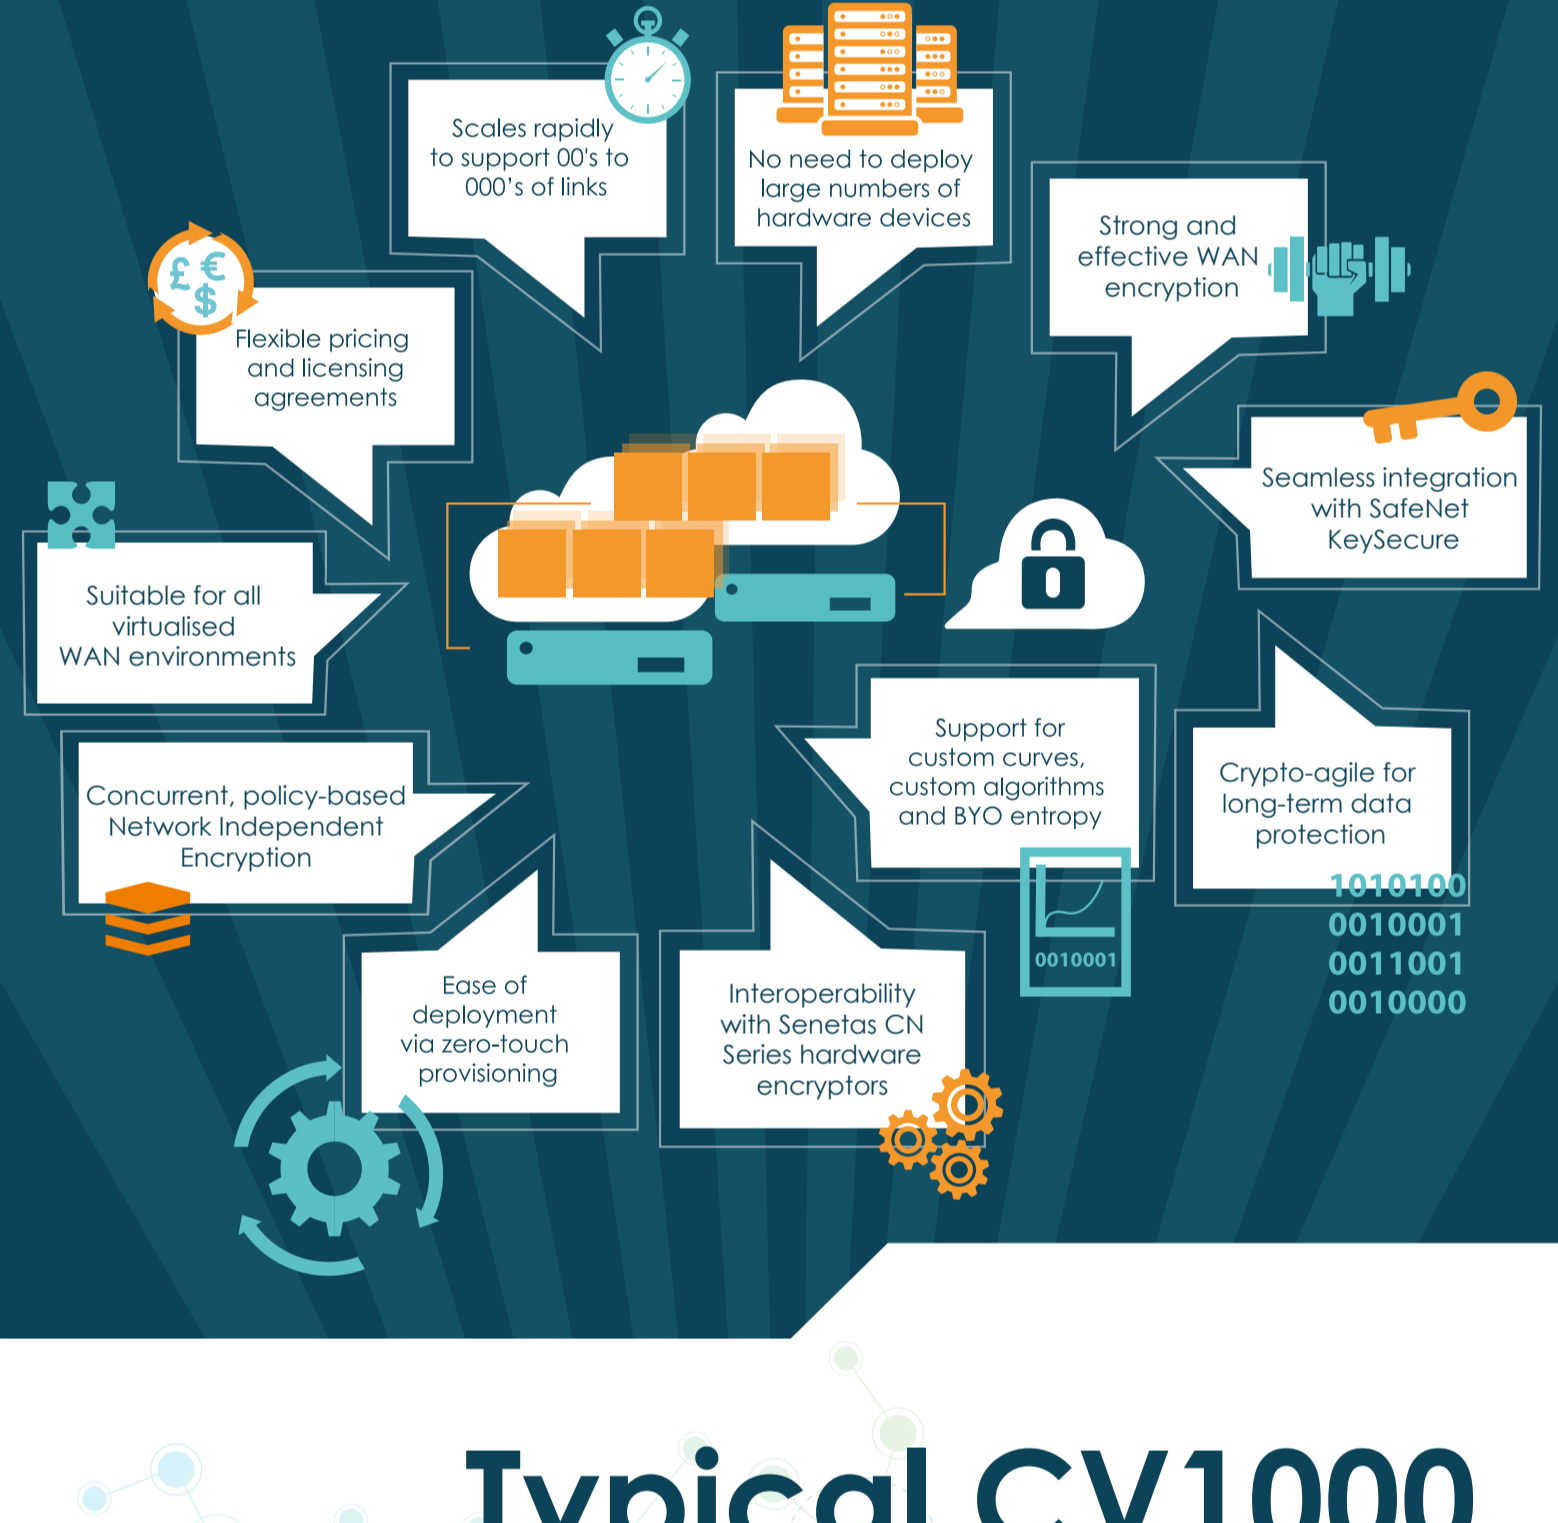 Scales rapidly
to support 00's to
000's of links
No need to deploy
large numbers of
hardware devices
Strong and
effective WAN
encryption
£ €
$
Flexible pricing
and licensing
agreements
Seamless integration
with SafeNet
KeySecure
Suitable for all
virtualised
WAN environments
Support for
custom curves,
custom algorithms
and BYO entropy
0010001
Crypto-agile for
long-term data
protection
1010100
0010001
0011001
0010000
Concurrent, policy-based
Network Independent
Encryption
Ease of
deployment
via zero-touch
provisioning
Interoperability
with Senetas CN
Series hardware
encryptors
Typical CV1000